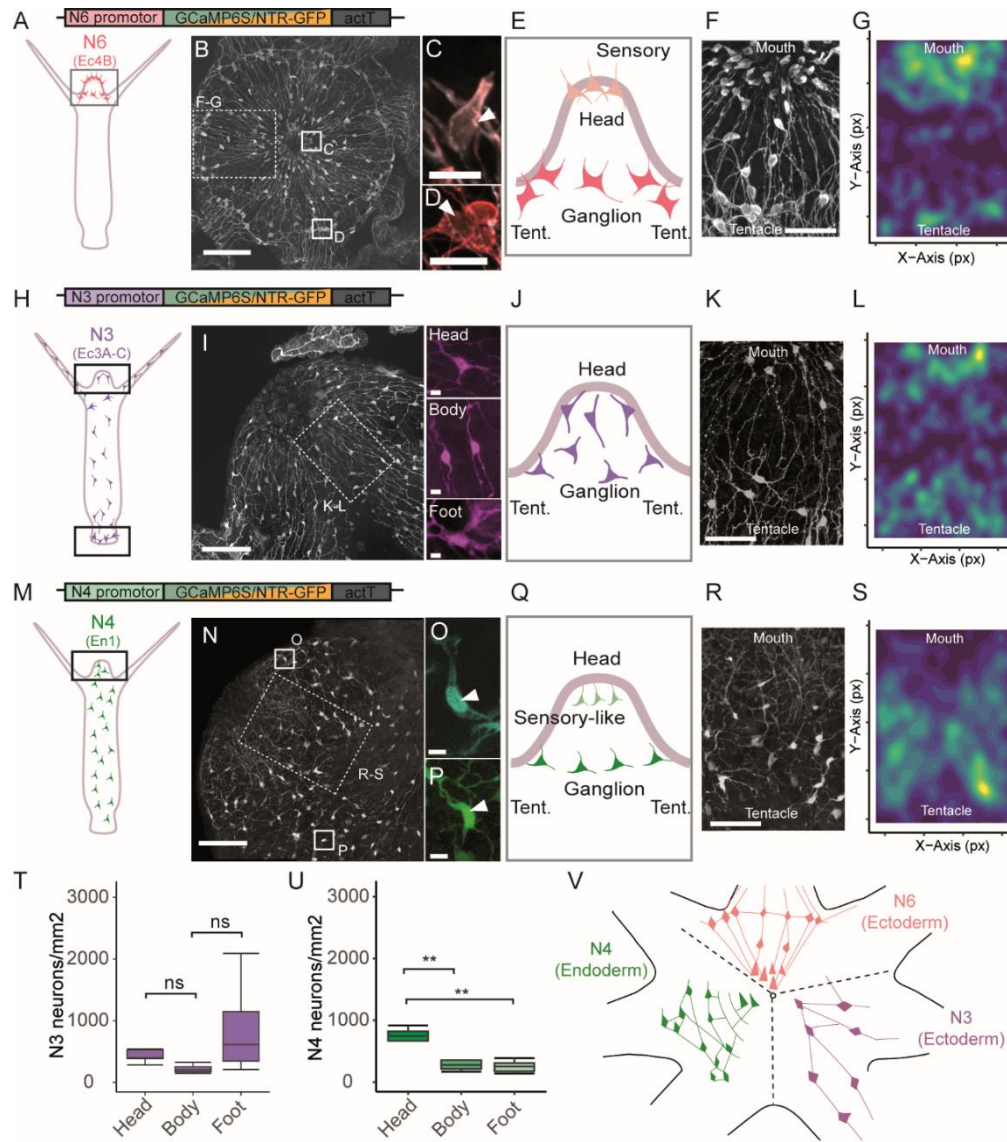 A
N6 promotor GCaMP6S/NTR-GFP actT
N6
(Ec4B)
B
F-G
C
D
C
D
E
Sensory
Head
Ganglion
Tent. Tent.
F
Mouth
Tentacle
G
Y-Axis (px)
X-Axis (px)
Mouth
Tentacle
H
N3 promotor GCaMP6S/NTR-GFP actT
N3
(Ec3A-C)
I
K-L
Head
Body
Foot
J
Head
Ganglion
Tent. Tent.
K
Mouth
Tentacle
L
Y-Axis (px)
Mouth
Tentacle
M
N4 promotor GCaMP6S/NTR-GFP actT
N4
(En1)
N
O
R-S
P
O
P
Q
Head
Sensory-like
Ganglion
Tent. Tent.
R
Mouth
Tentacle
S
Y-Axis (px)
X-Axis (px)
Mouth
Tentacle
T
N3 neurons/mm2
3000
2000
1000
0
ns
ns
Head Body Foot
U
N4 neurons/mm2
3000
2000
1000
0
**
**
Head Body Foot
V
N6
(Ectoderm)
N4
(Endoderm)
N3
(Ectoderm)